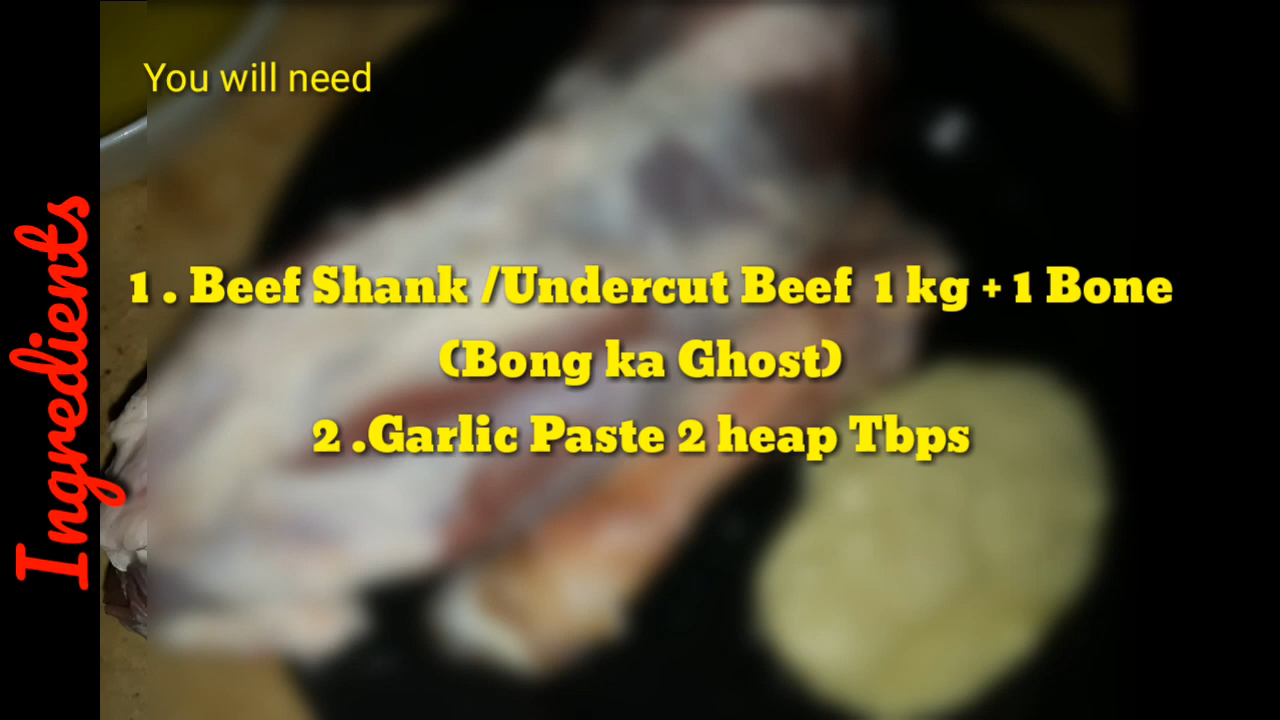 You will need
Ingredients
1 . Beef Shank /Undercut Beef 1 kg + 1 Bone
(Bong ka Ghost)
2 .Garlic Paste 2 heap Tbps